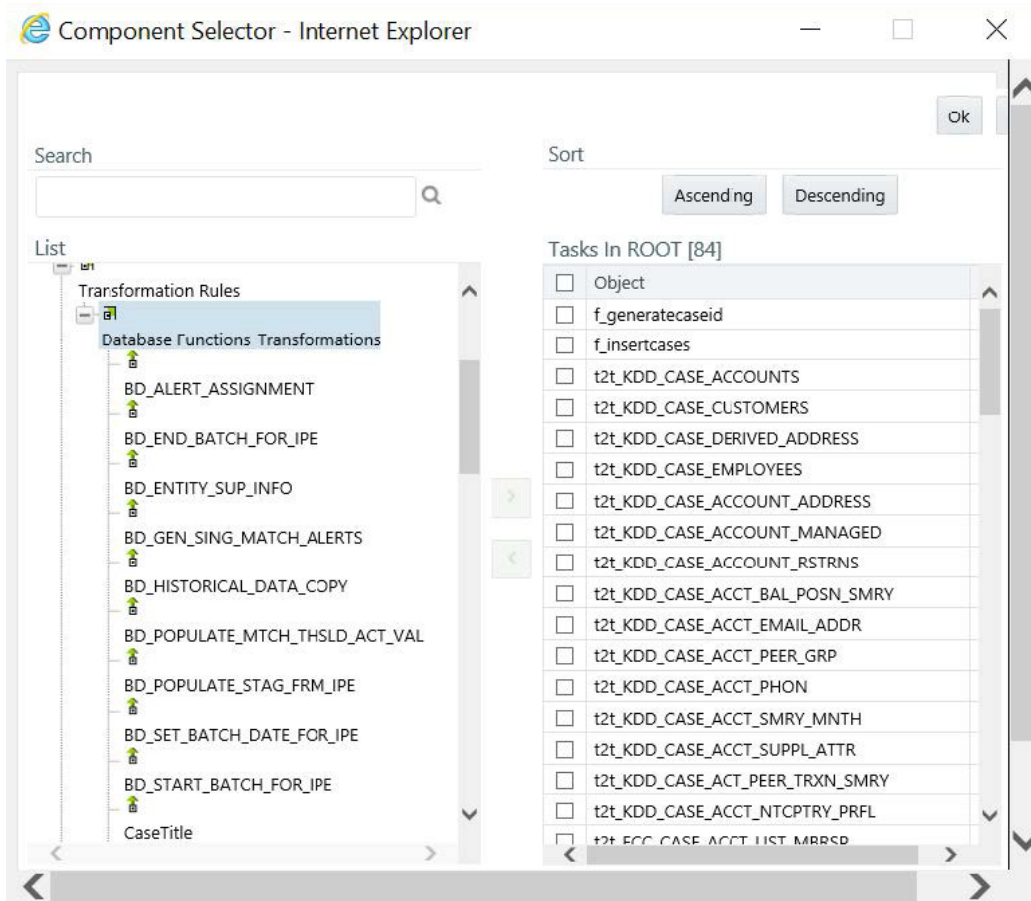 Component Selector - Internet Explorer
Ok
Search
Sort
Ascending
Descending
List
Tasks In ROOT [84]
Transformation Rules
Database Functions Transformations
BD_ALERT_ASSIGNMENT
BD_END_BATCH_FOR_IPE
BD_ENTITY_SUP_INFO
BD_GEN_SING_MATCH_ALERTS
BD_HISTORICAL_DATA_COPY
BD_POPULATE_MTCH_THSLD_ACT_VAL
BD_POPULATE_STAG_FRM_IPE
BD_SET_BATCH_DATE_FOR_IPE
BD_START_BATCH_FOR_IPE
CaseTitle
Object
f_generatecaseid
f_insertcases
t2t_KDD_CASE_ACCOUNTS
t2t_KDD_CASE_CUSTOMERS
t2t_KDD_CASE_DERIVED_ADDRESS
t2t_KDD_CASE_EMPLOYEES
t2t_KDD_CASE_ACCOUNT_ADDRESS
t2t_KDD_CASE_ACCOUNT_MANAGED
t2t_KDD_CASE_ACCOUNT_RSTRNS
t2t_KDD_CASE_ACCT_BAL_POSN_SMRY
t2t_KDD_CASE_ACCT_EMAIL_ADDR
t2t_KDD_CASE_ACCT_PEER_GRP
t2t_KDD_CASE_ACCT_PHON
t2t_KDD_CASE_ACCT_SMRY_MNTH
t2t_KDD_CASE_ACCT_SUPPL_ATTR
t2t_KDD_CASE_ACT_PEER_TRXN_SMRY
t2t_KDD_CASE_ACCT_NTCPTRY_PRFL